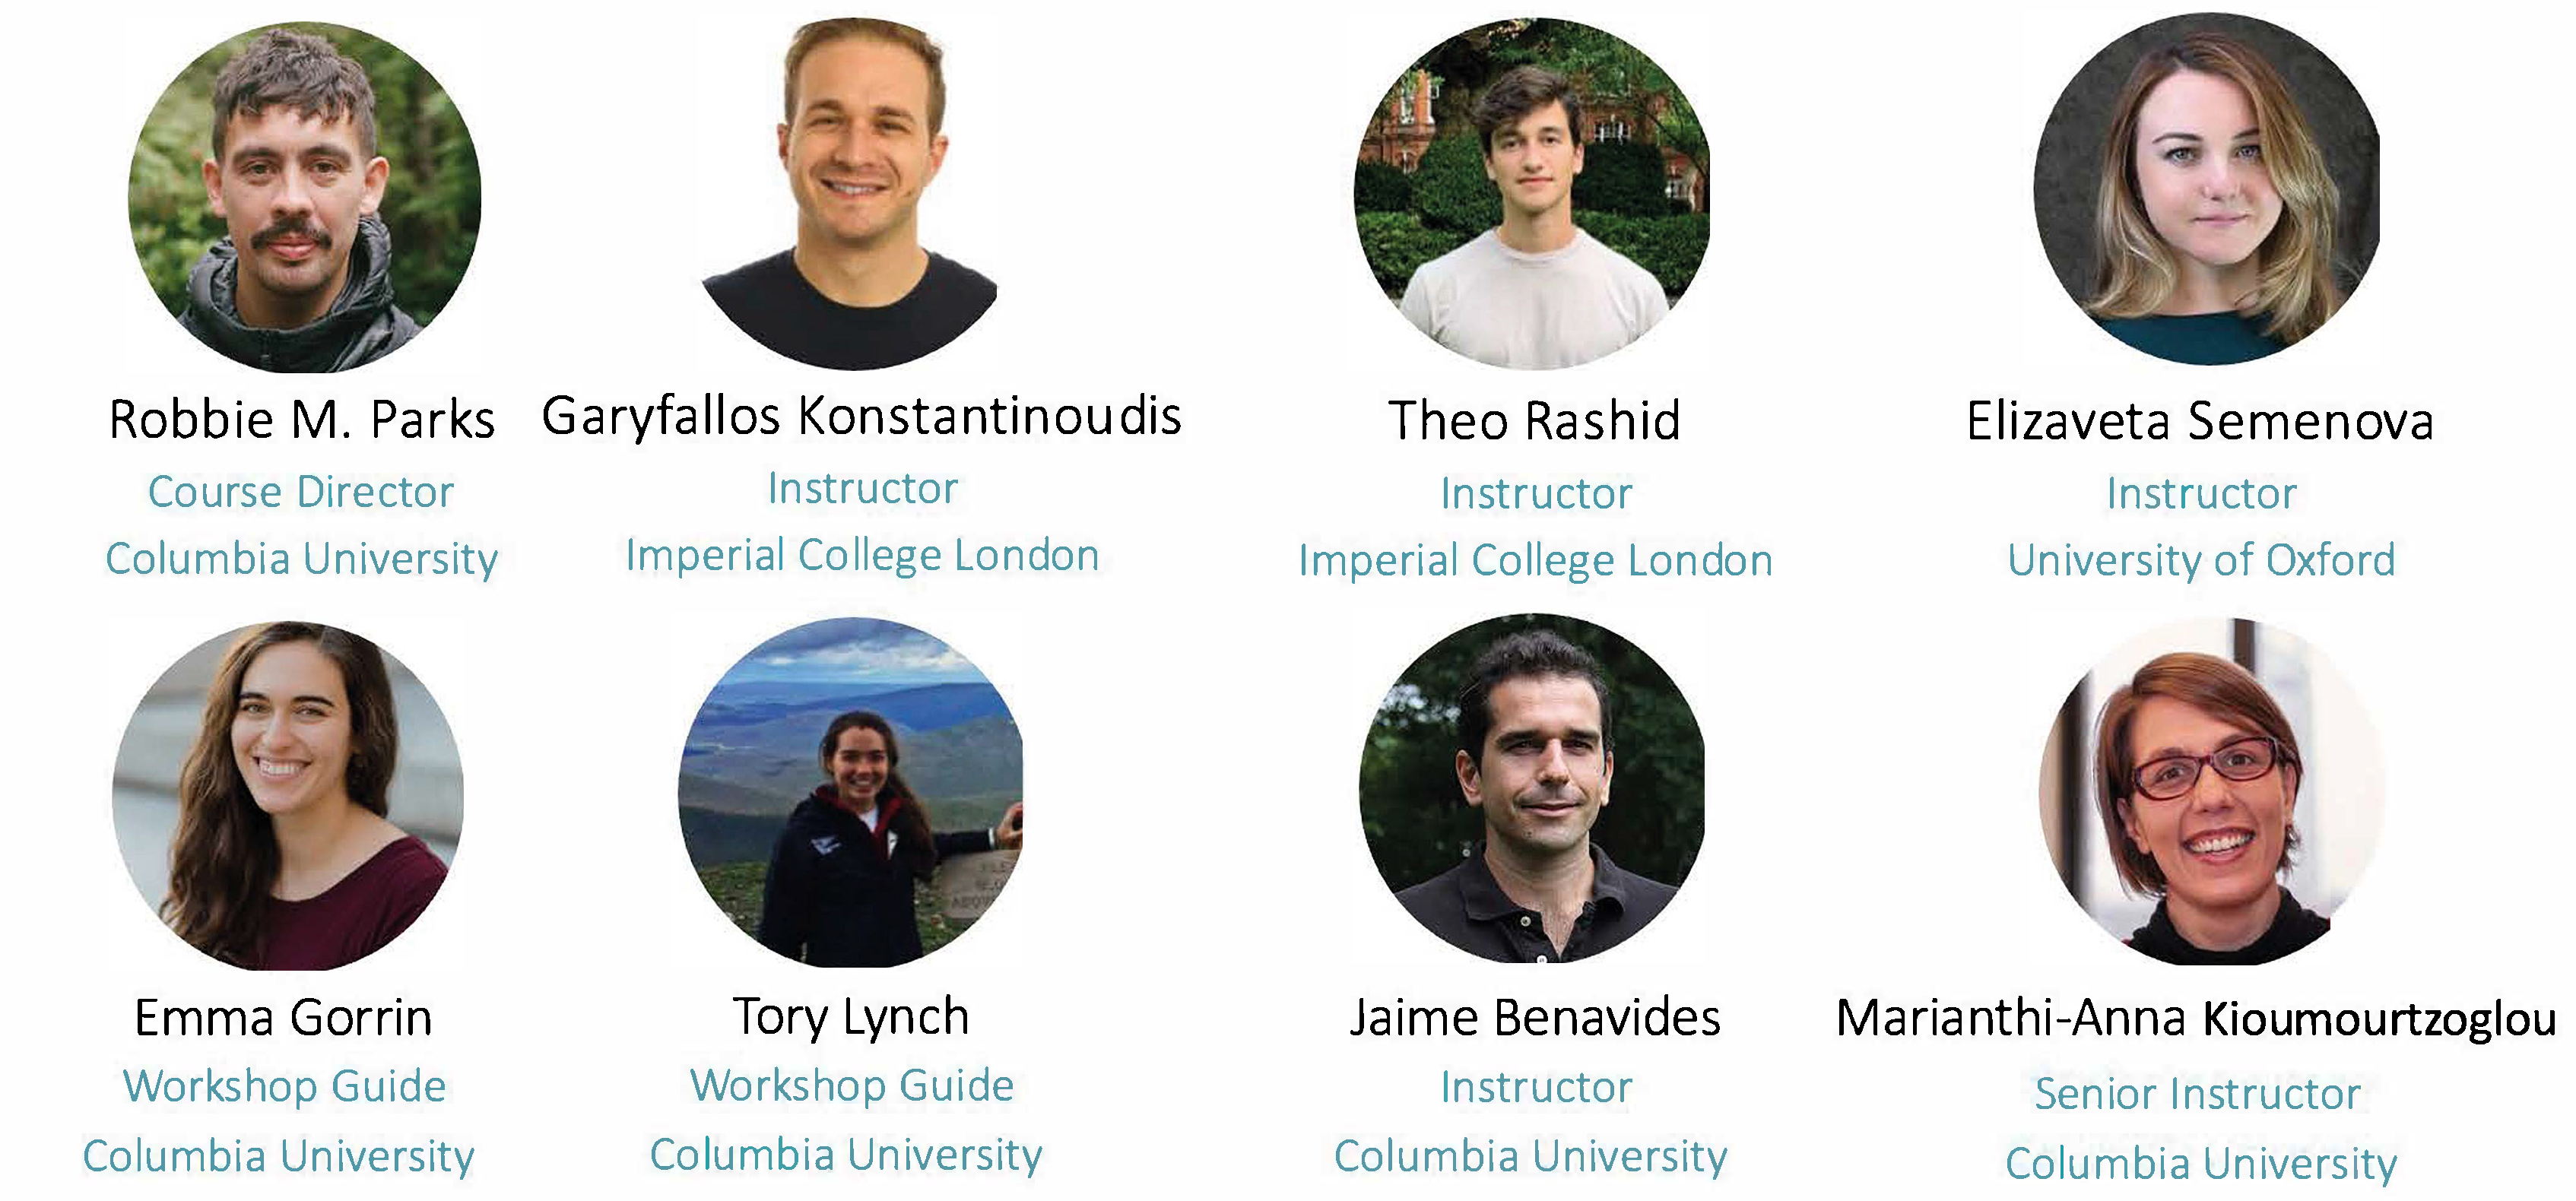 Robbie M. Parks
Course Director
Columbia University
Garyfallos Konstantinoudis
Instructor
Imperial College London
Theo Rashid
Instructor
Imperial College London
Elizaveta Semenova
Instructor
University of Oxford
Emma Gorrin
Workshop Guide
Columbia University
Tory Lynch
Workshop Guide
Columbia University
Jaime Benavides
Instructor
Columbia University
Marianthi-Anna Kioumourtzoglou
Senior Instructor
Columbia University